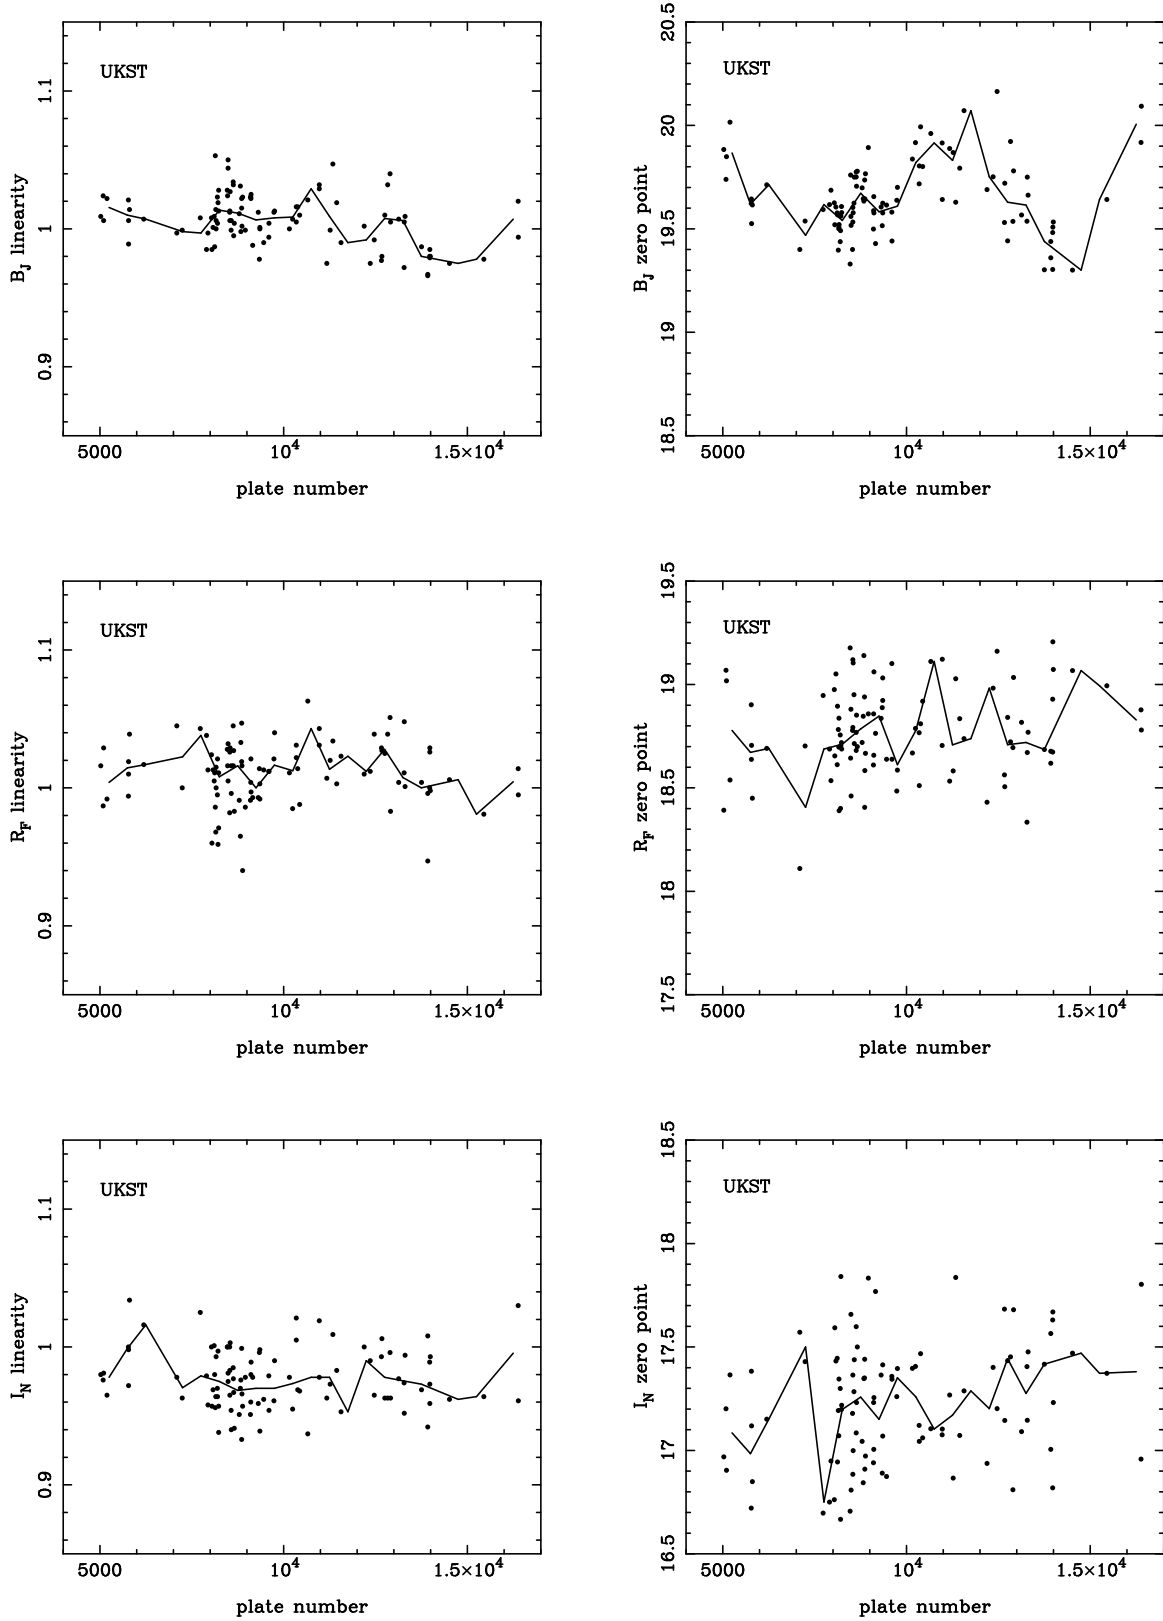 UKST
1.1
1
0.9
B_J linearity
5000 10^4 1.5×10^4
plate number
UKST
20.5
20
19.5
19
18.5
B_J zero point
5000 10^4 1.5×10^4
plate number
UKST
1.1
1
0.9
R_F linearity
5000 10^4 1.5×10^4
plate number
UKST
19.5
19
18.5
18
17.5
R_F zero point
5000 10^4 1.5×10^4
plate number
UKST
1.1
1
0.9
I_N linearity
5000 10^4 1.5×10^4
plate number
UKST
18.5
18
17.5
17
16.5
I_N zero point
5000 10^4 1.5×10^4
plate number